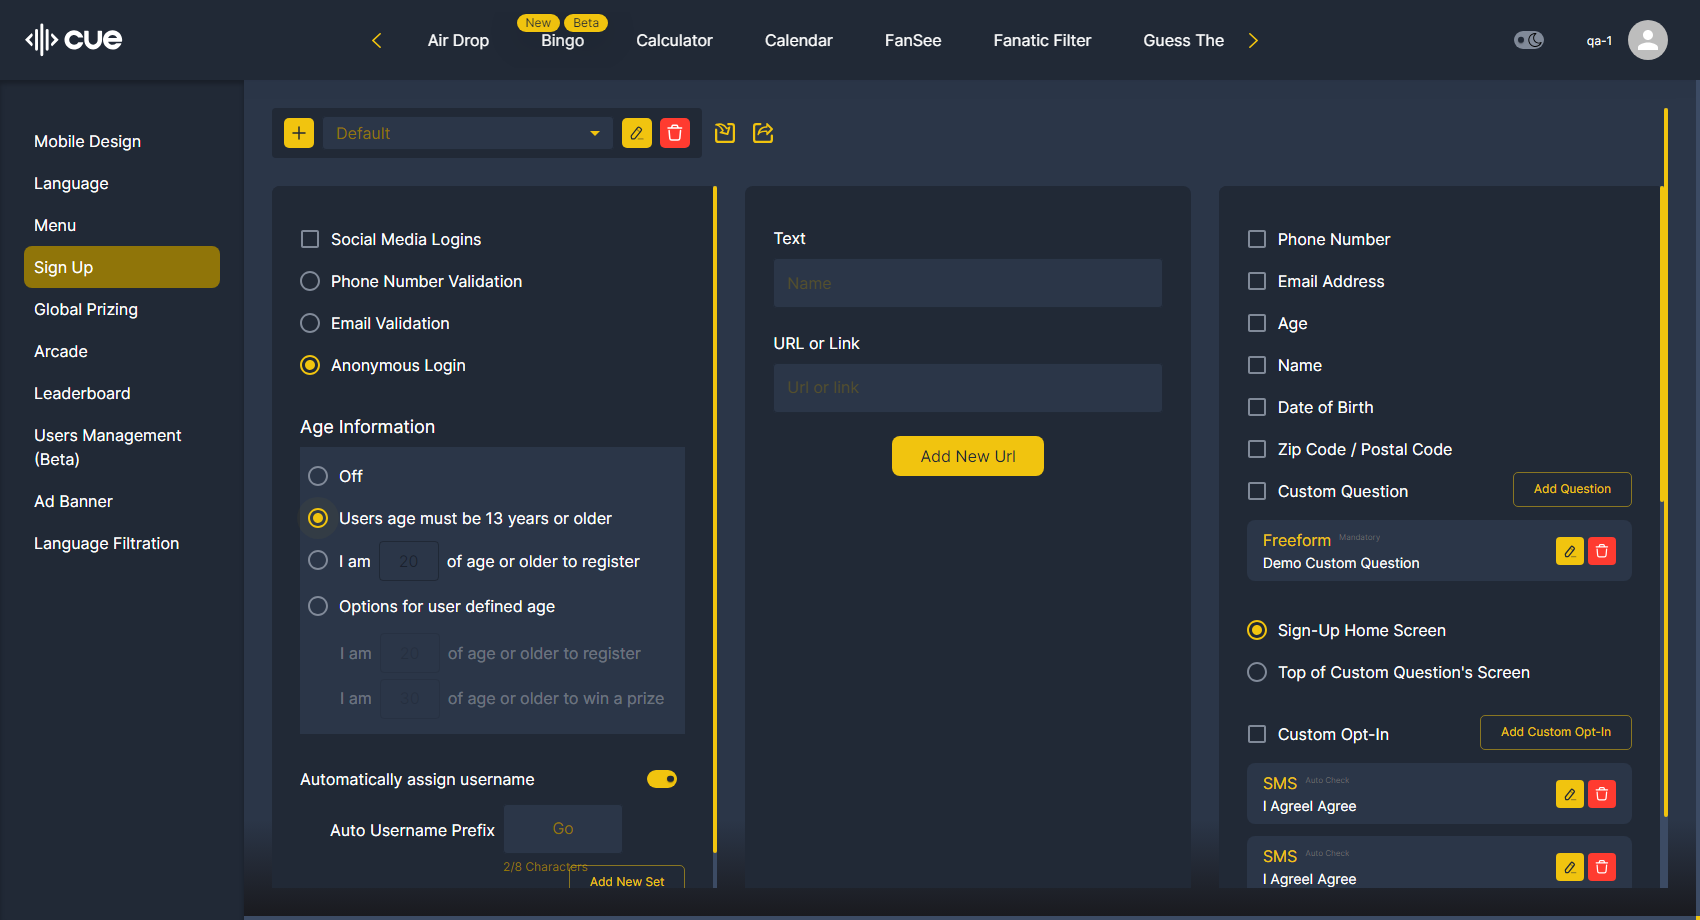 cue
Air Drop
New
Beta
Bingo
Calculator
Calendar
FanSee
Fanatic Filter
Guess The
qa-1
Mobile Design
Language
Menu
Sign Up
Global Prizing
Arcade
Leaderboard
Users Management
(Beta)
Ad Banner
Language Filtration
Default
Social Media Logins
Phone Number Validation
Email Validation
Anonymous Login
Age Information
Off
Users age must be 13 years or older
I am 20 of age or older to register
Options for user defined age
I am 20 of age or older to register
I am 30 of age or older to win a prize
Automatically assign username
Auto Username Prefix Go
2/8 Characters
Add New Set
Text
Name
URL or Link
Url or link
Add New Url
Phone Number
Email Address
Age
Name
Date of Birth
Zip Code / Postal Code
Custom Question
Add Question
Freeform Mandatory
Demo Custom Question
Sign-Up Home Screen
Top of Custom Question's Screen
Custom Opt-In
Add Custom Opt-In
SMS Auto Check
I AgreeI Agree
SMS Auto Check
I AgreeI Agree